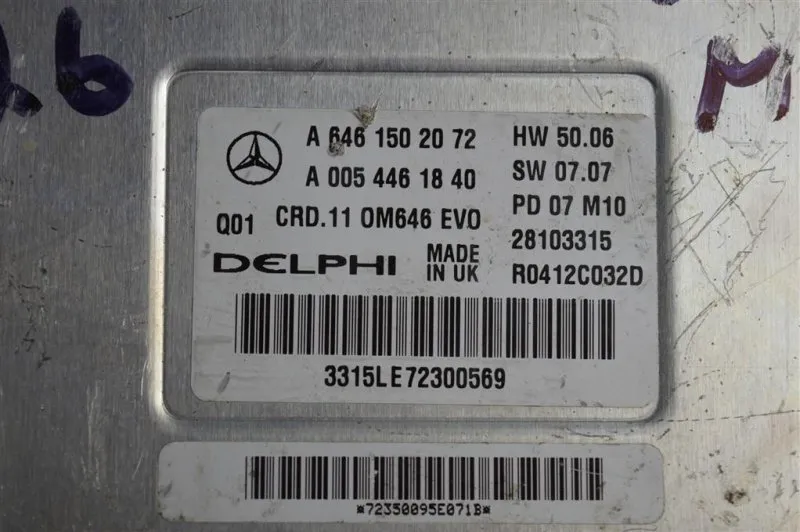 26
M
A 646 150 20 72 HW 50.06
A 005 446 18 40 SW 07.07
Q01 CRD.11 OM646 EVO PD 07 M10
DELPHI MADE IN UK 28103315
R0412C032D
3315LE72300569
*72350095E071B*